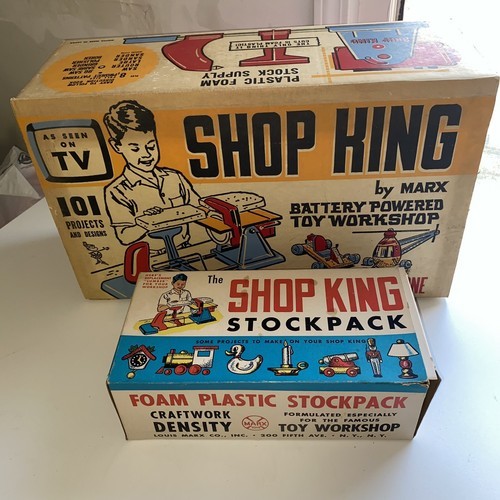 PLASTIC FOAM
STOCK SUPPLY
AS SEEN
ON
TV
SHOP KING
by MARX
BATTERY POWERED
TOY WORKSHOP
101
PROJECTS
AND DESIGNS
The
SHOP KING
STOCKPACK
SOME PROJECTS TO MAKE ON YOUR SHOP KING
FOAM PLASTIC STOCKPACK
CRAFTWORK
DENSITY
MARX
FORMULATED ESPECIALLY
FOR THE FAMOUS
TOY WORKSHOP
LOUIS MARX CO., INC. • 200 FIFTH AVE. • N.Y., N.Y.